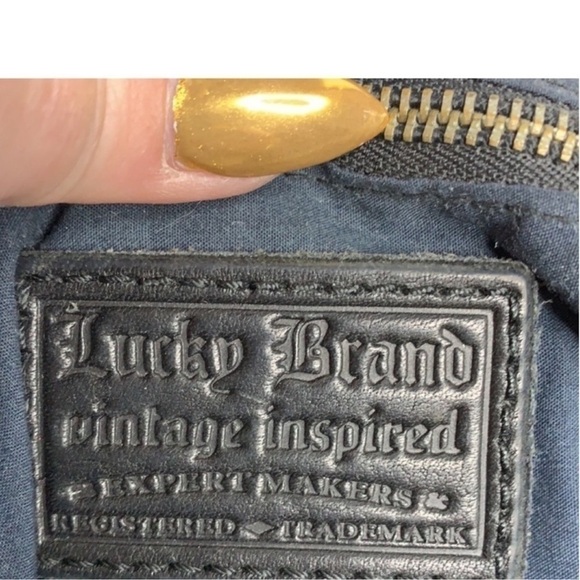 Lucky Brand
vintage inspired
EXPERT MAKERS
REGISTERED TRADEMARK